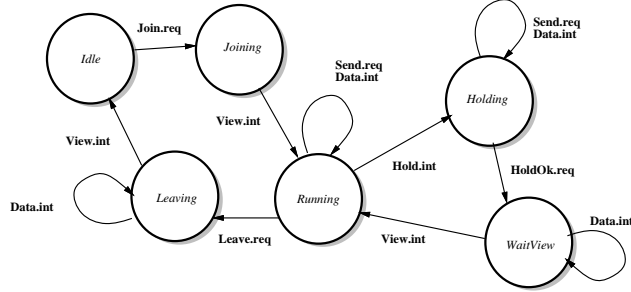 Join.req
Idle
Joining
View.int
View.int
Send.req
Data.int
Send.req
Data.int
Holding
Hold.int
HoldOk.req
Data.int
Leaving
Leave.req
Running
View.int
WaitView
Data.int